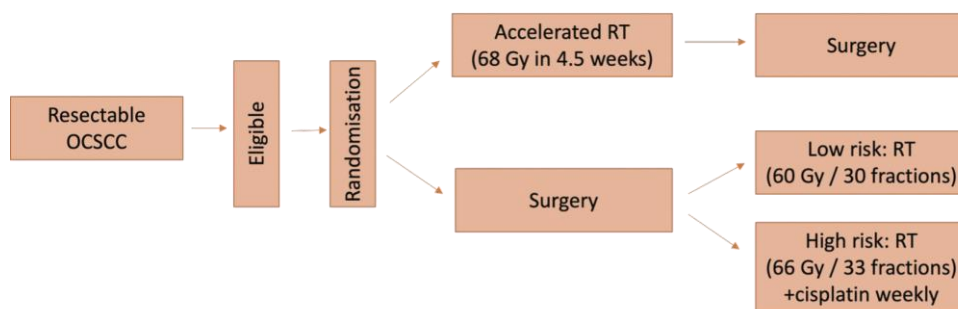 Resectable
OCSCC
Eligible
Randomisation
Accelerated RT
(68 Gy in 4.5 weeks)
Surgery
Surgery
Low risk: RT
(60 Gy / 30 fractions)
High risk: RT
(66 Gy / 33 fractions)
+cisplatin weekly